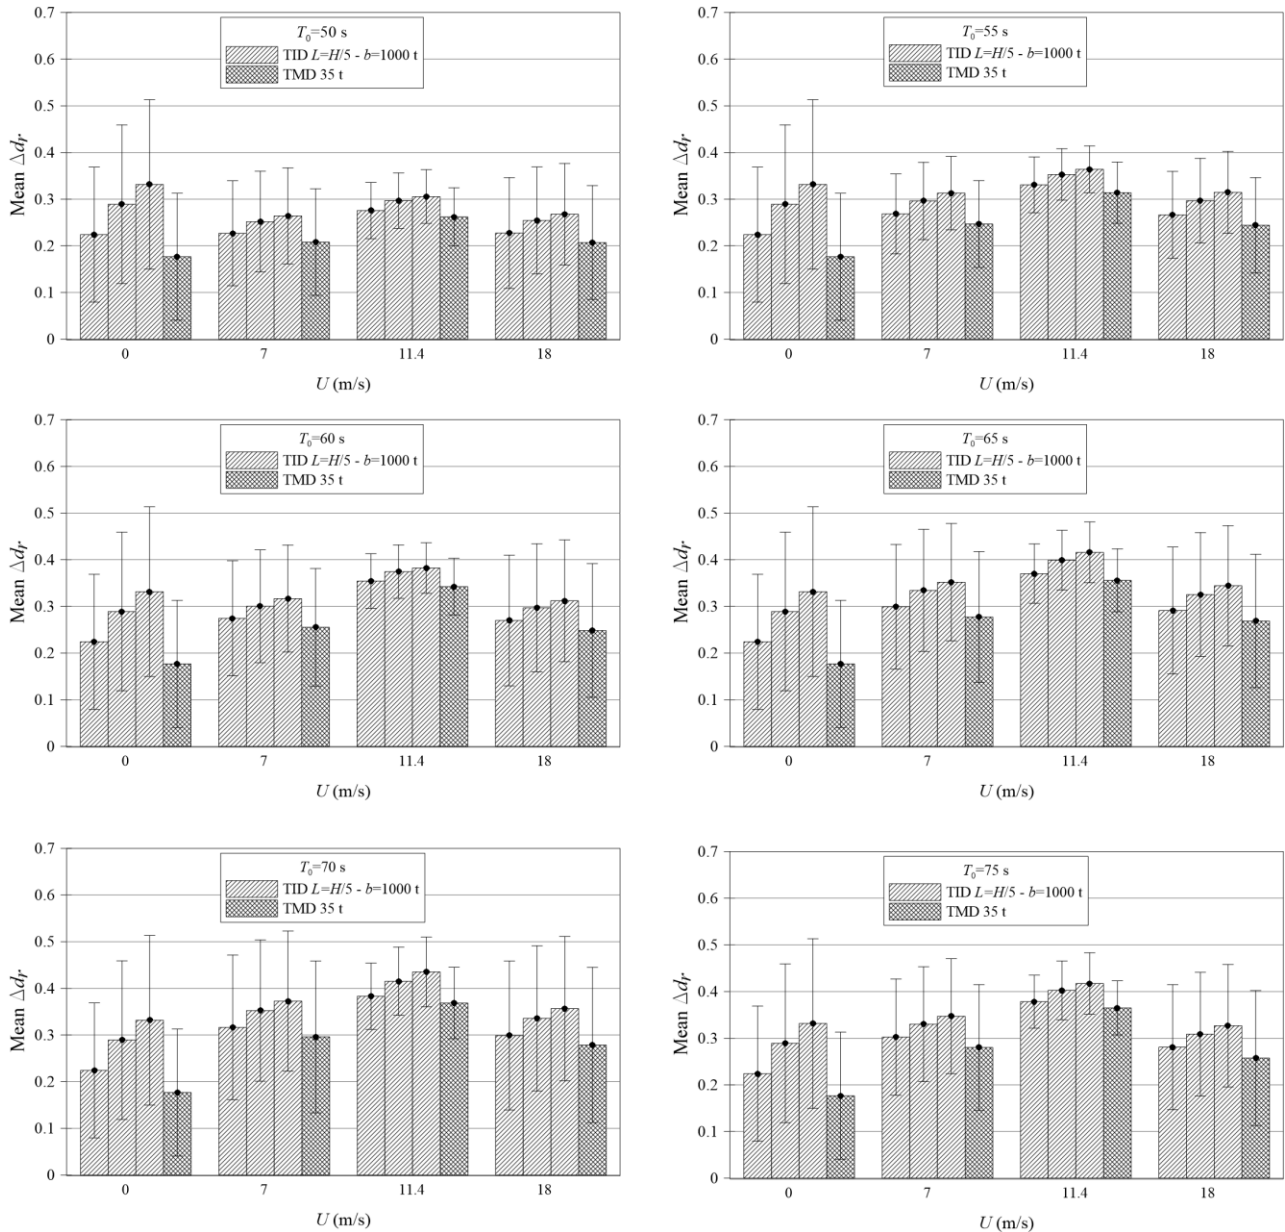 T₀=50 s
TID L=H/5 - b=1000 t
TMD 35 t
Mean Δdr
0.7
0.6
0.5
0.4
0.3
0.2
0.1
0
0 7 11.4 18
U (m/s)
T₀=55 s
TID L=H/5 - b=1000 t
TMD 35 t
Mean Δdr
0.7
0.6
0.5
0.4
0.3
0.2
0.1
0
0 7 11.4 18
U (m/s)
T₀=60 s
TID L=H/5 - b=1000 t
TMD 35 t
Mean Δdr
0.7
0.6
0.5
0.4
0.3
0.2
0.1
0
0 7 11.4 18
U (m/s)
T₀=65 s
TID L=H/5 - b=1000 t
TMD 35 t
Mean Δdr
0.7
0.6
0.5
0.4
0.3
0.2
0.1
0
0 7 11.4 18
U (m/s)
T₀=70 s
TID L=H/5 - b=1000 t
TMD 35 t
Mean Δdr
0.7
0.6
0.5
0.4
0.3
0.2
0.1
0
0 7 11.4 18
U (m/s)
T₀=75 s
TID L=H/5 - b=1000 t
TMD 35 t
Mean Δdr
0.7
0.6
0.5
0.4
0.3
0.2
0.1
0
0 7 11.4 18
U (m/s)